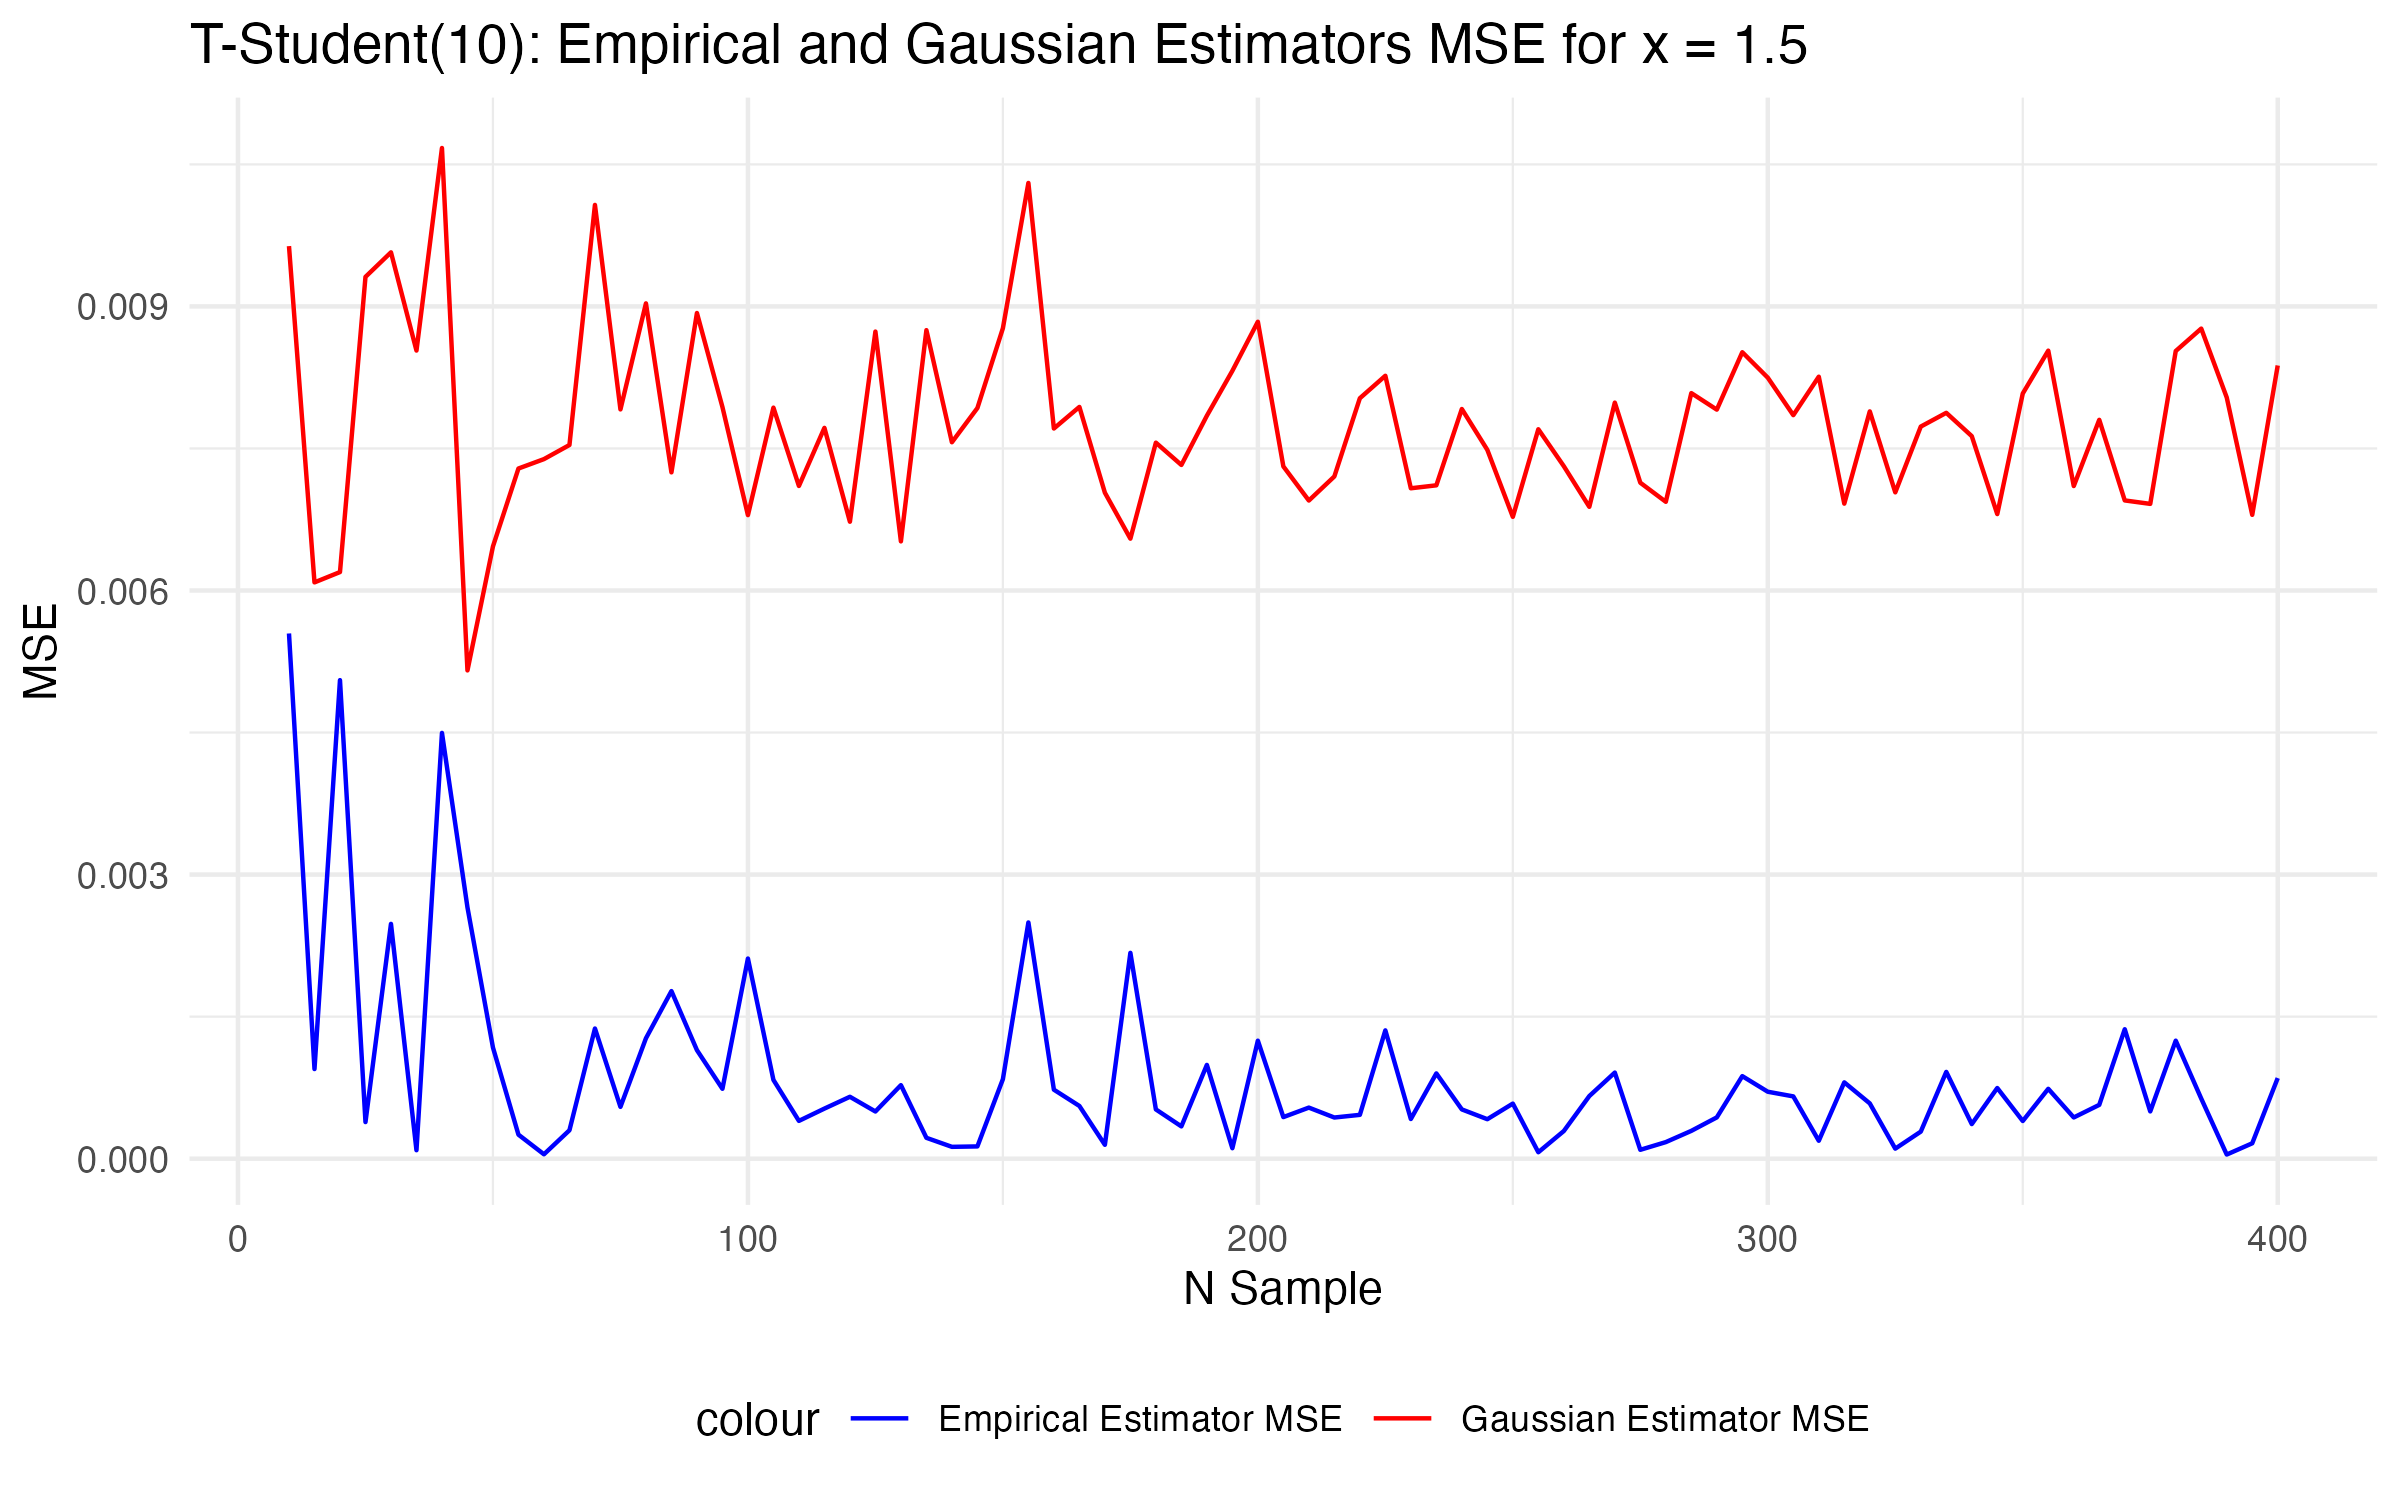 T-Student(10): Empirical and Gaussian Estimators MSE for x = 1.5
MSE
0.009
0.006
0.003
0.000
0 100 200 300 400
N Sample
colour Empirical Estimator MSE Gaussian Estimator MSE